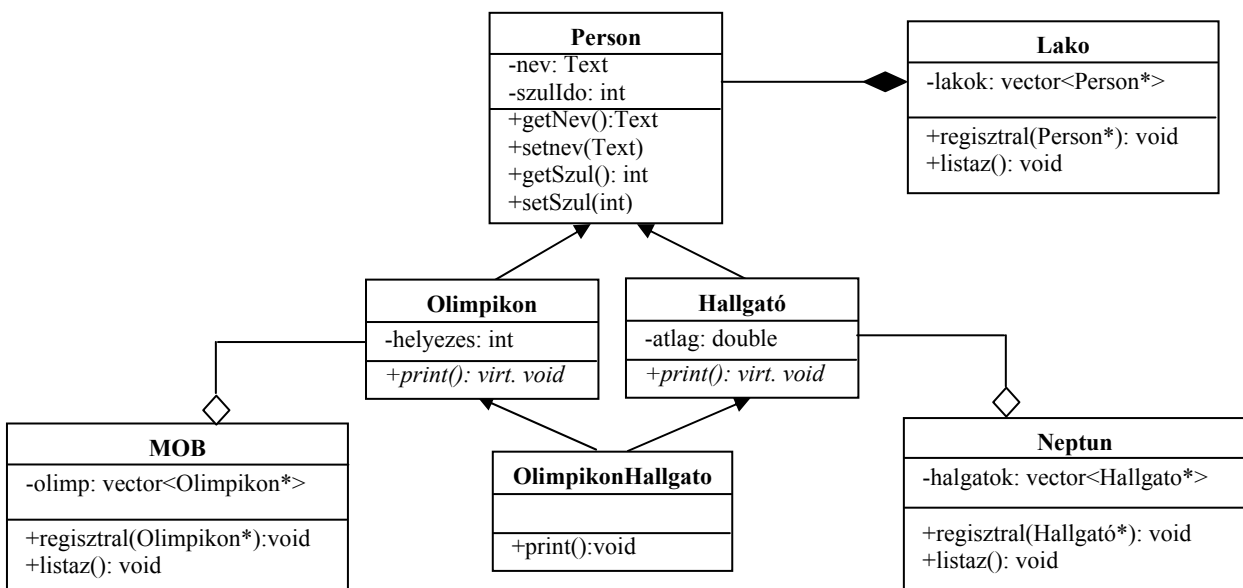 Person
-nev: Text
-szulIdo: int
+getNev():Text
+setnev(Text)
+getSzul(): int
+setSzul(int)
Lako
-lakok: vector<Person*>
+regisztral(Person*): void
+listaz(): void
Olimpikon
-helyezes: int
+print(): virt. void
Hallgató
-atlag: double
+print(): virt. void
MOB
-olimp: vector<Olimpikon*>
+regisztral(Olimpikon*):void
+listaz(): void
OlimpikonHallgato
+print():void
Neptun
-halgatok: vector<Hallgato*>
+regisztral(Hallgató*): void
+listaz(): void